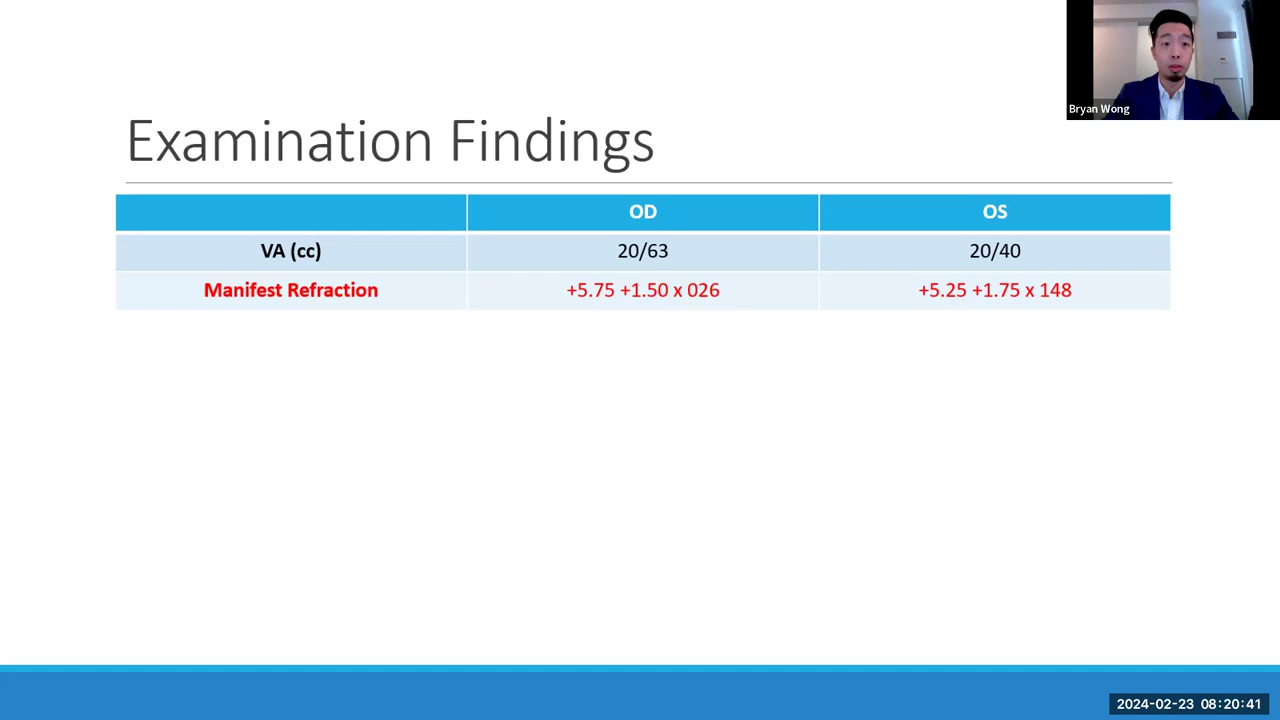 Bryan Wong
Examination Findings
OD OS
VA (cc) 20/63 20/40
Manifest Refraction +5.75 +1.50 x 026 +5.25 +1.75 x 148
2024-02-23 08:20:41